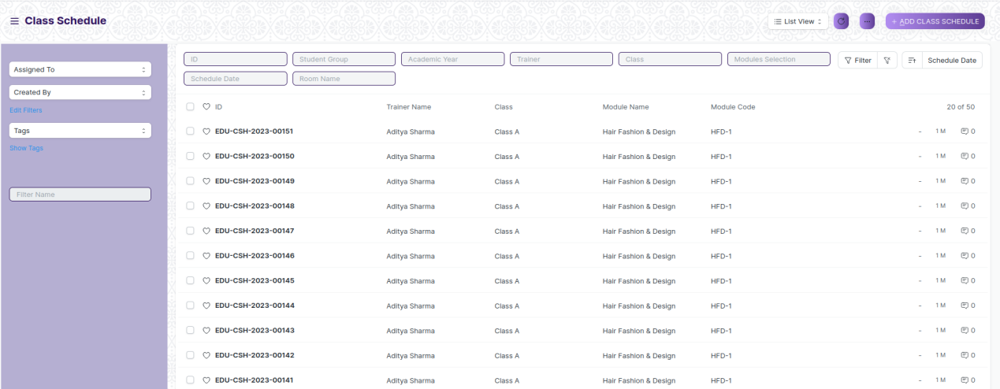 Class Schedule
List View
+ ADD CLASS SCHEDULE
Assigned To
Created By
Edit Filters
Tags
Show Tags
Filter Name
ID Student Group Academic Year Trainer Class Modules Selection Filter Schedule Date
Schedule Date Room Name
ID Trainer Name Class Module Name Module Code 20 of 50
EDU-CSH-2023-00151 Aditya Sharma Class A Hair Fashion & Design HFD-1 - 1 M 0
EDU-CSH-2023-00150 Aditya Sharma Class A Hair Fashion & Design HFD-1 - 1 M 0
EDU-CSH-2023-00149 Aditya Sharma Class A Hair Fashion & Design HFD-1 - 1 M 0
EDU-CSH-2023-00148 Aditya Sharma Class A Hair Fashion & Design HFD-1 - 1 M 0
EDU-CSH-2023-00147 Aditya Sharma Class A Hair Fashion & Design HFD-1 - 1 M 0
EDU-CSH-2023-00146 Aditya Sharma Class A Hair Fashion & Design HFD-1 - 1 M 0
EDU-CSH-2023-00145 Aditya Sharma Class A Hair Fashion & Design HFD-1 - 1 M 0
EDU-CSH-2023-00144 Aditya Sharma Class A Hair Fashion & Design HFD-1 - 1 M 0
EDU-CSH-2023-00143 Aditya Sharma Class A Hair Fashion & Design HFD-1 - 1 M 0
EDU-CSH-2023-00142 Aditya Sharma Class A Hair Fashion & Design HFD-1 - 1 M 0
EDU-CSH-2023-00141 Aditya Sharma Class A Hair Fashion & Design HFD-1 - 1 M 0